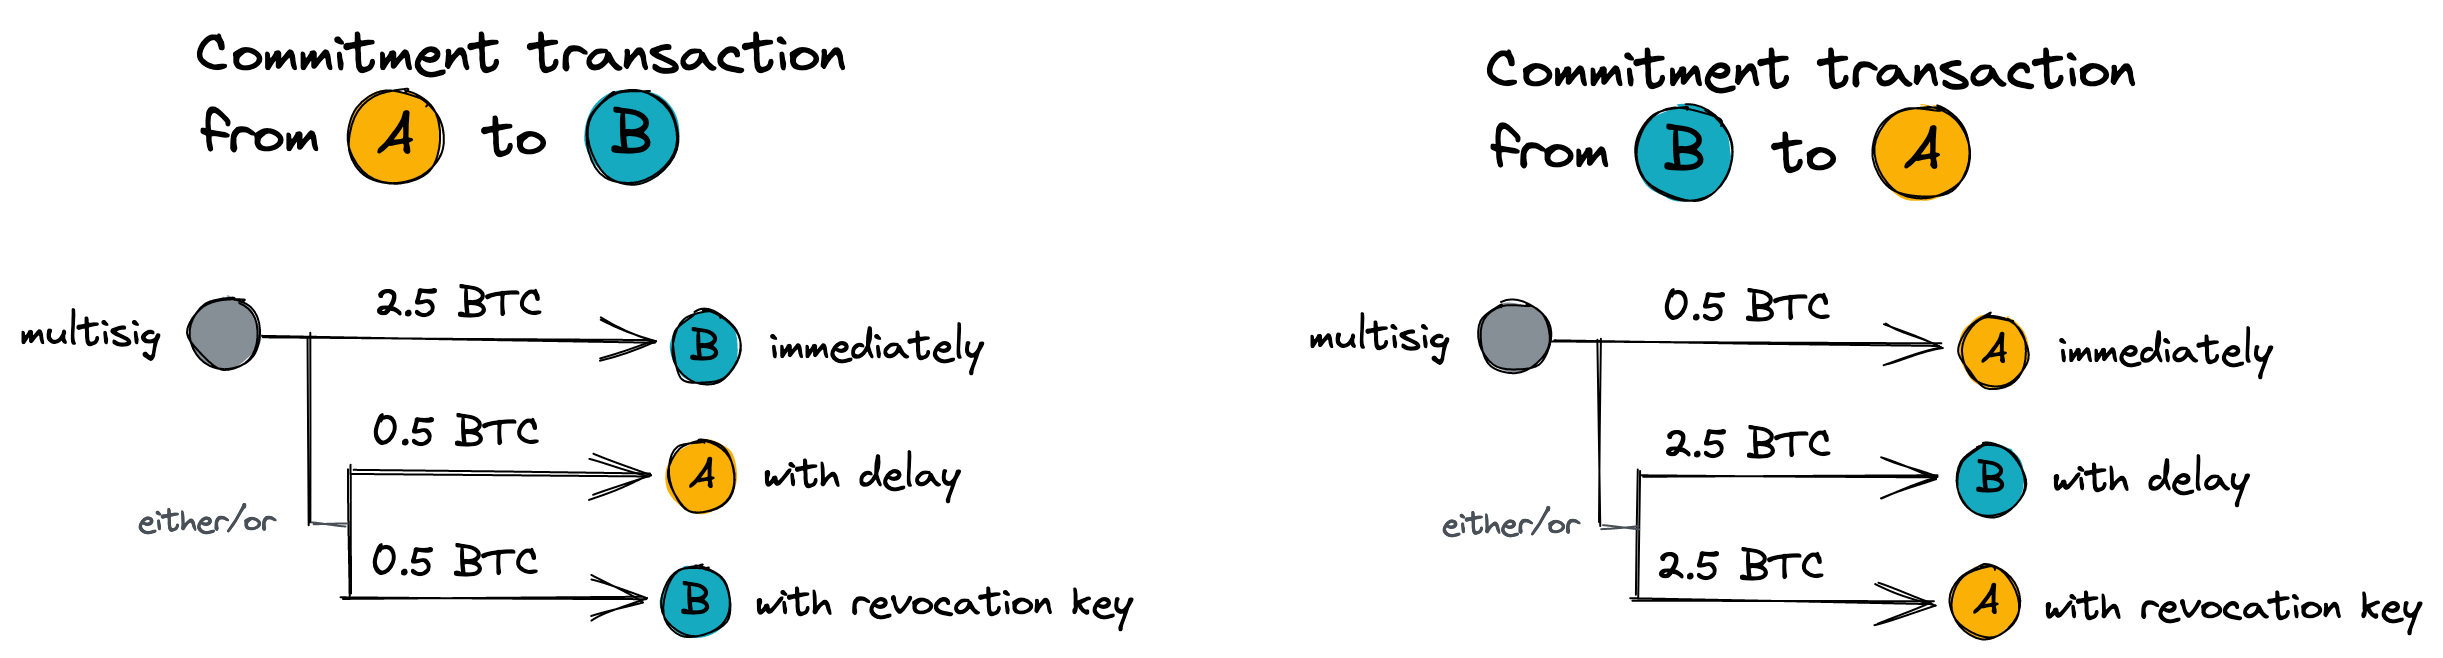 Commitment transaction
from A to B
multisig
2.5 BTC
B immediately
0.5 BTC
A with delay
either/or
0.5 BTC
B with revocation key
Commitment transaction
from B to A
multisig
0.5 BTC
A immediately
2.5 BTC
B with delay
either/or
2.5 BTC
A with revocation key